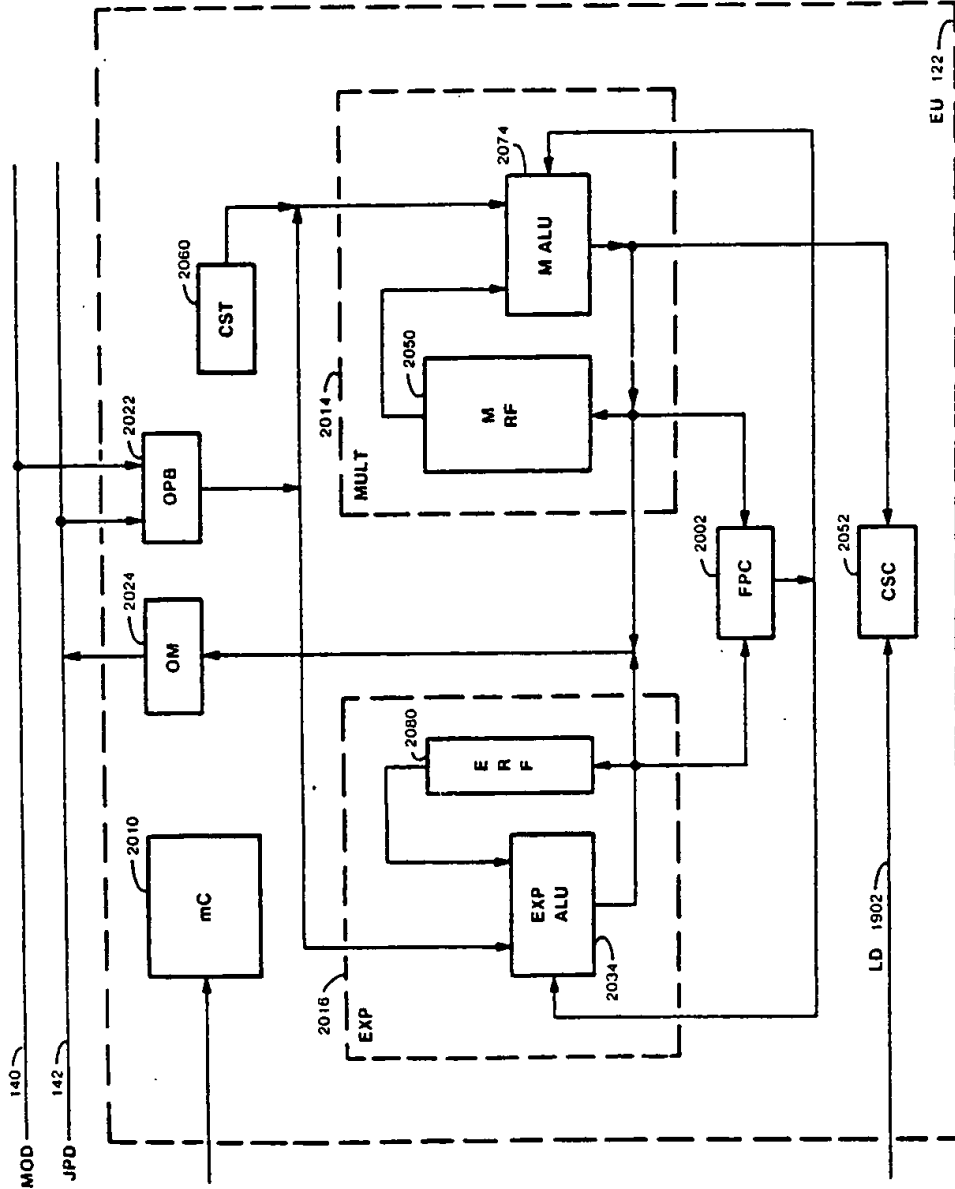 MOD
140
JPD
142
mC
2010
OM
2024
OPB
2022
CST
2060
2016
EXP
EXP
ALU
2034
E
R
F
2080
2014
MULT
M
RF
2050
M ALU
2074
FPC
2002
CSC
2052
LD 1902
EU 122